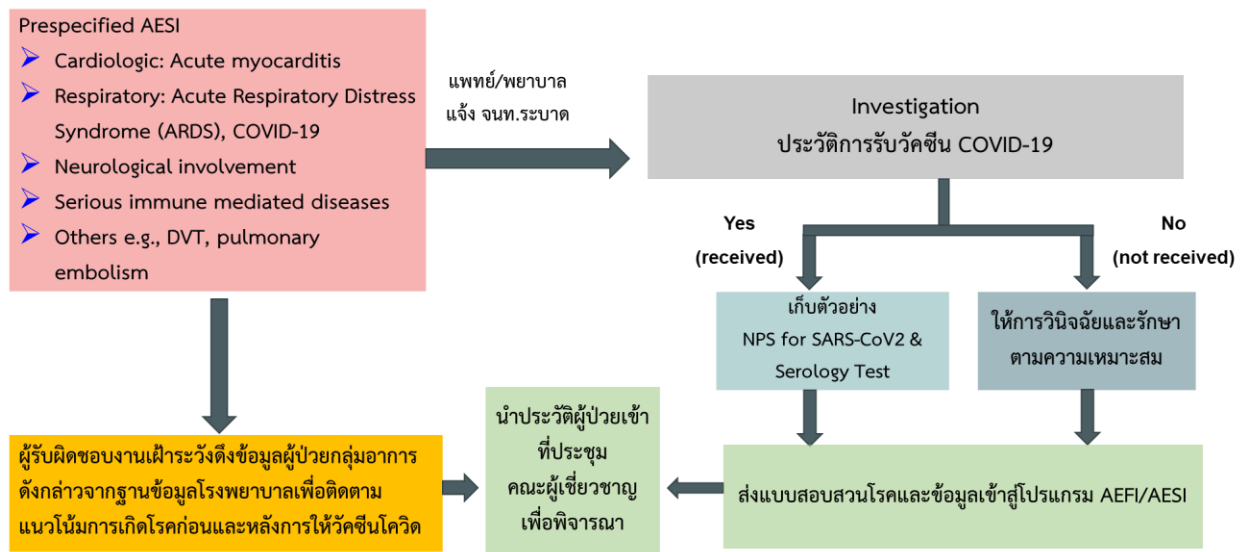 Prespecified AESI
Cardiologic: Acute myocarditis
Respiratory: Acute Respiratory Distress
Syndrome (ARDS), COVID-19
Neurological involvement
Serious immune mediated diseases
Others e.g., DVT, pulmonary
embolism
แพทย์/พยาบาล
แจ้ง จนท.ระบาด
Investigation
ประวัติการรับวัคซีน COVID-19
Yes
(received)
No
(not received)
เก็บตัวอย่าง
NPS for SARS-CoV2 &
Serology Test
ให้การวินิจฉัยและรักษา
ตามความเหมาะสม
ผู้รับผิดชอบงานเฝ้าระวังดึงข้อมูลผู้ป่วยกลุ่มอาการ
ดังกล่าวจากฐานข้อมูลโรงพยาบาลเพื่อติดตาม
แนวโน้มการเกิดโรคก่อนและหลังการให้วัคซีนโควิด
นำประวัติผู้ป่วยเข้า
ที่ประชุม
คณะผู้เชี่ยวชาญ
เพื่อพิจารณา
ส่งแบบสอบสวนโรคและข้อมูลเข้าสู่โปรแกรม AEFI/AESI